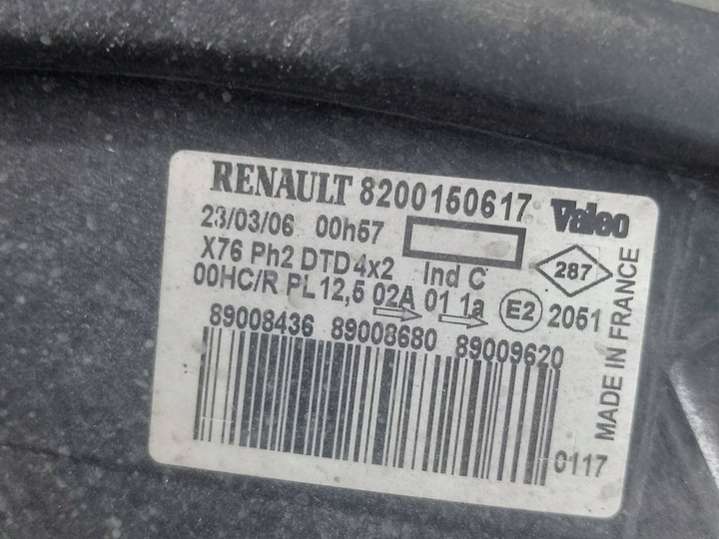 RENAULT 8200150617 Valeo
23/03/06 00h57
X76 Ph2 DTD 4x2 Ind C 287
00HC/R PL 12,5 02A 01 1a E2 2051
89008436 89008680 89009620
MADE IN FRANCE
0117